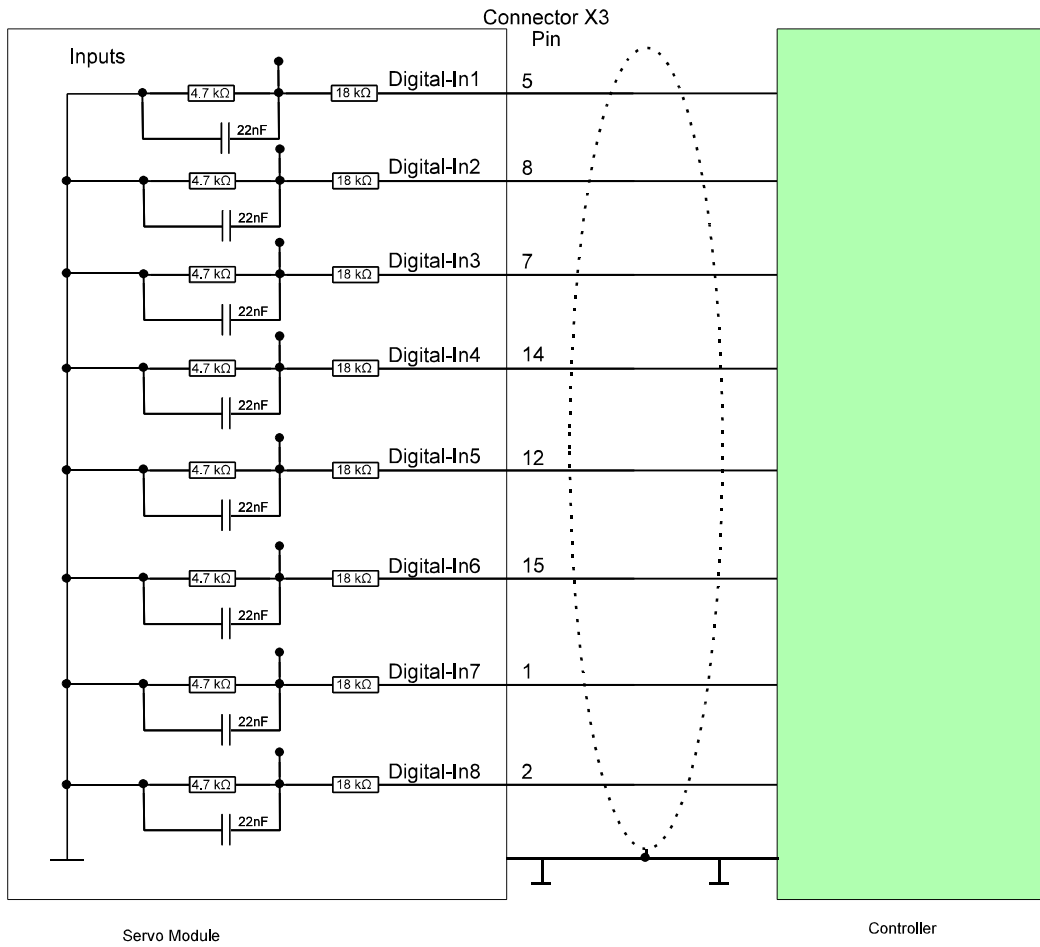 Connector X3
Pin
Inputs
4.7 kΩ 18 kΩ Digital-In1 5
22nF
4.7 kΩ 18 kΩ Digital-In2 8
22nF
4.7 kΩ 18 kΩ Digital-In3 7
22nF
4.7 kΩ 18 kΩ Digital-In4 14
22nF
4.7 kΩ 18 kΩ Digital-In5 12
22nF
4.7 kΩ 18 kΩ Digital-In6 15
22nF
4.7 kΩ 18 kΩ Digital-In7 1
22nF
4.7 kΩ 18 kΩ Digital-In8 2
22nF
Servo Module
Controller